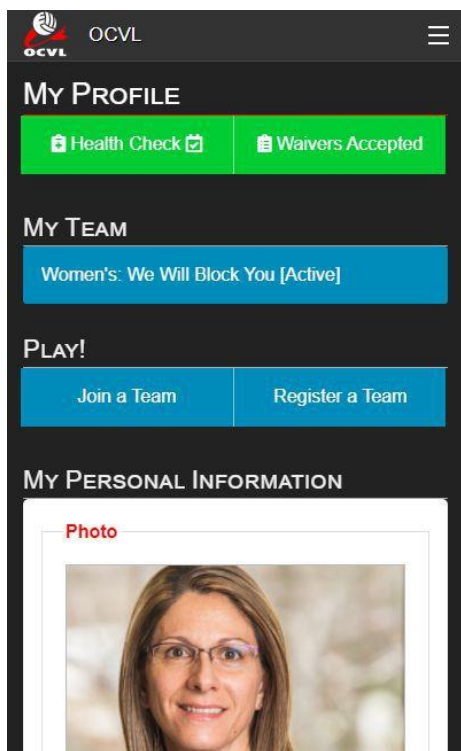 OCVL
OCVL
MY PROFILE
Health Check
Waivers Accepted
MY TEAM
Women's: We Will Block You [Active]
PLAY!
Join a Team
Register a Team
MY PERSONAL INFORMATION
Photo